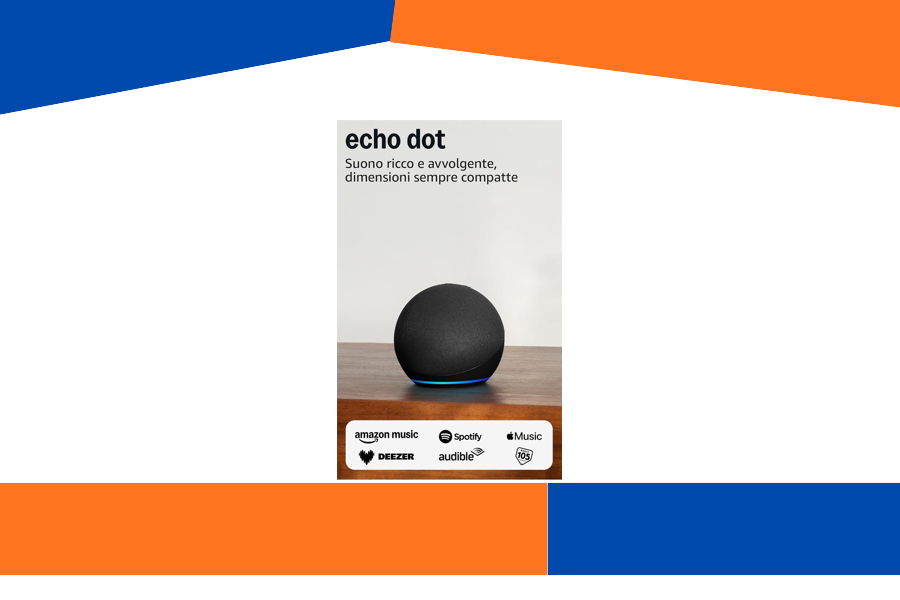 echo dot
Suono ricco e avvolgente,
dimensioni sempre compatte
amazon music
Spotify
Music
DEEZER
audible
105